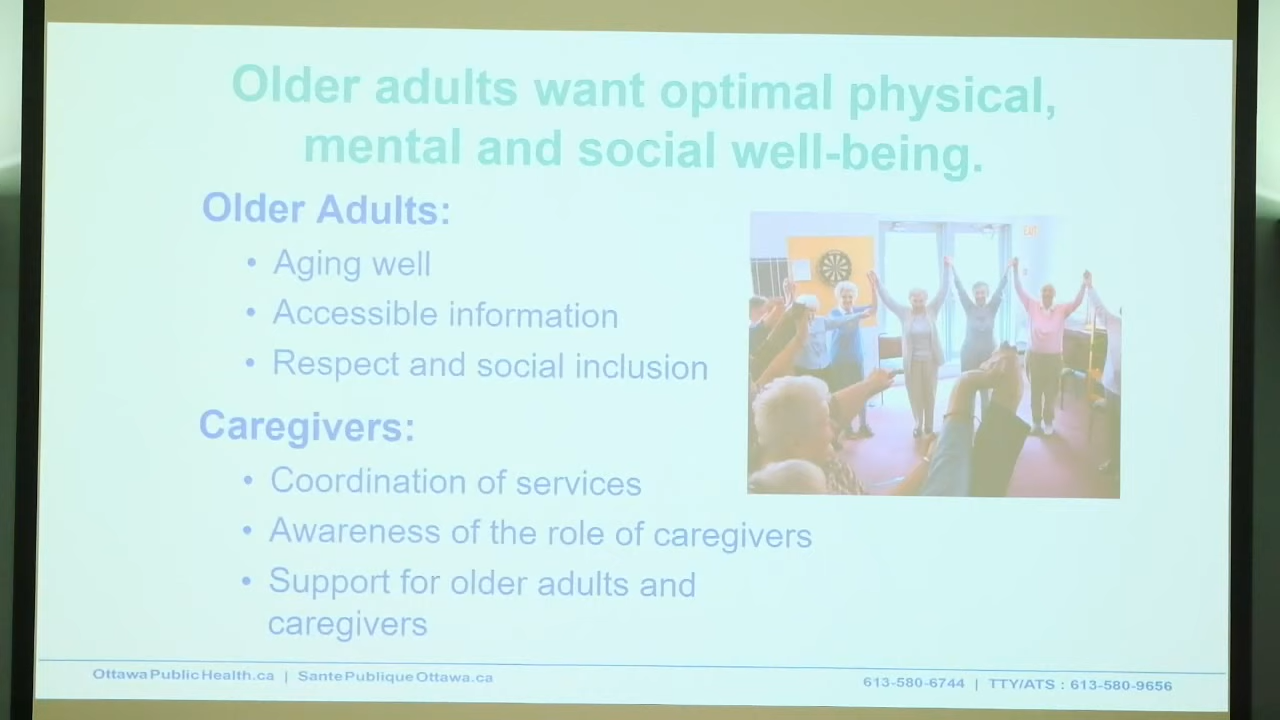 Older adults want optimal physical,
mental and social well-being.
Older Adults:
• Aging well
• Accessible information
• Respect and social inclusion
Caregivers:
• Coordination of services
• Awareness of the role of caregivers
• Support for older adults and
caregivers
EXIT
OttawaPublicHealth.ca | SantePubliqueOttawa.ca
613-580-6744 | TTY/ATS : 613-580-9656